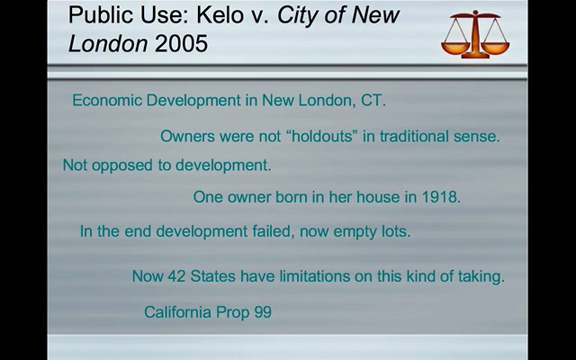 Public Use: Kelo v. City of New
London 2005
Economic Development in New London, CT.
Owners were not “holdouts” in traditional sense.
Not opposed to development.
One owner born in her house in 1918.
In the end development failed, now empty lots.
Now 42 States have limitations on this kind of taking.
California Prop 99